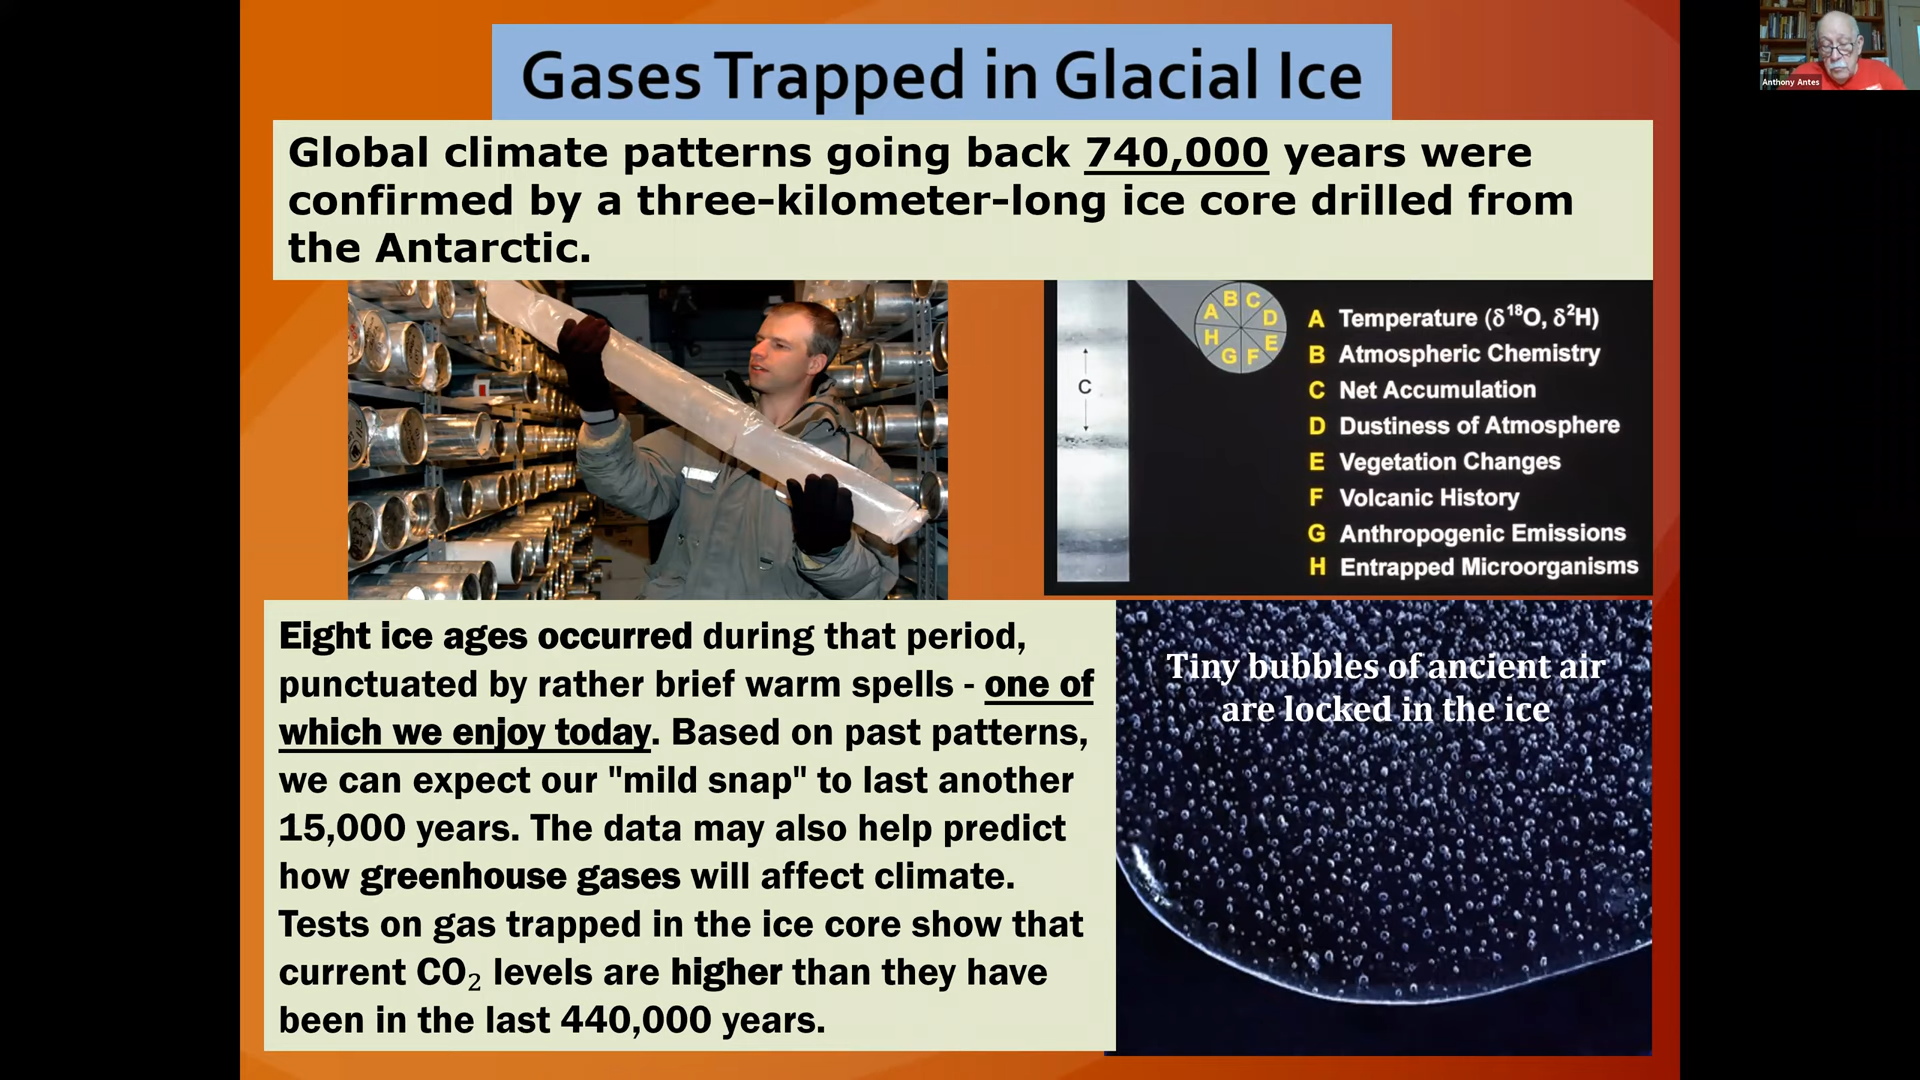 Gases Trapped in Glacial Ice
Anthony Antes
Global climate patterns going back 740,000 years were
confirmed by a three-kilometer-long ice core drilled from
the Antarctic.
B C
A D
H E
G F
C
A Temperature (δ¹⁸O, δ²H)
B Atmospheric Chemistry
C Net Accumulation
D Dustiness of Atmosphere
E Vegetation Changes
F Volcanic History
G Anthropogenic Emissions
H Entrapped Microorganisms
Eight ice ages occurred during that period,
punctuated by rather brief warm spells - one of
which we enjoy today. Based on past patterns,
we can expect our "mild snap" to last another
15,000 years. The data may also help predict
how greenhouse gases will affect climate.
Tests on gas trapped in the ice core show that
current CO₂ levels are higher than they have
been in the last 440,000 years.
Tiny bubbles of ancient air
are locked in the ice